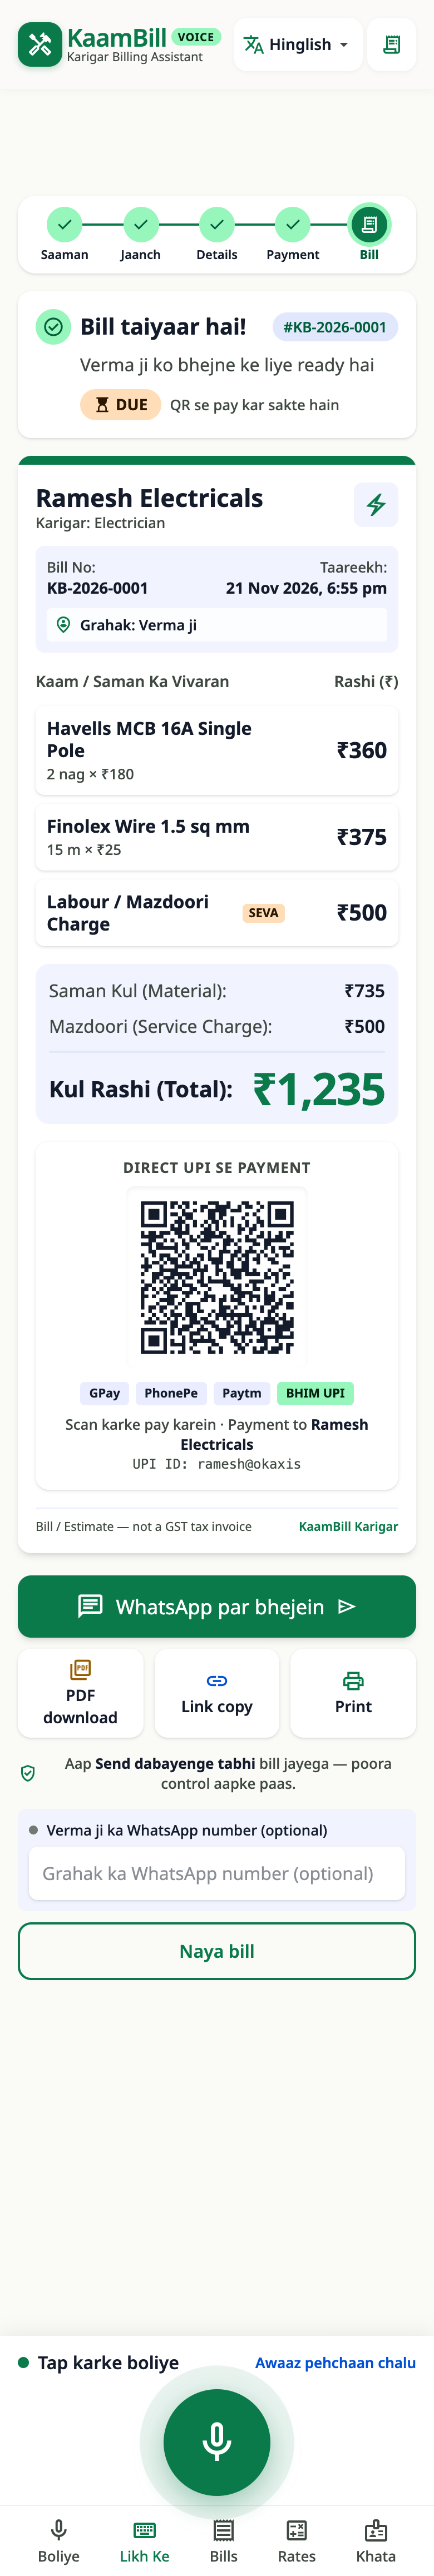 KaamBill VOICE
Karigar Billing Assistant
Hinglish
Saaman Jaanch Details Payment Bill
Bill taiyaar hai!
#KB-2026-0001
Verma ji ko bhejne ke liye ready hai
DUE
QR se pay kar sakte hain
Ramesh Electricals
Karigar: Electrician
Bill No: Taareekh:
KB-2026-0001 21 Nov 2026, 6:55 pm
Grahak: Verma ji
Kaam / Saman Ka Vivaran Rashi (₹)
Havells MCB 16A Single
Pole
2 nag × ₹180
₹360
Finolex Wire 1.5 sq mm
15 m × ₹25
₹375
Labour / Mazdoori
Charge
SEVA
₹500
Saman Kul (Material): ₹735
Mazdoori (Service Charge): ₹500
Kul Rashi (Total): ₹1,235
DIRECT UPI SE PAYMENT
GPay PhonePe Paytm BHIM UPI
Scan karke pay karein · Payment to Ramesh
Electricals
UPI ID: ramesh@okaxis
Bill / Estimate — not a GST tax invoice KaamBill Karigar
WhatsApp par bhejein
PDF
PDF
download
Link copy
Print
Aap Send dabayenge tabhi bill jayega — poora
control aapke paas.
Verma ji ka WhatsApp number (optional)
Grahak ka WhatsApp number (optional)
Naya bill
Tap karke boliye Awaaz pehchaan chalu
Boliye Likh Ke Bills Rates Khata